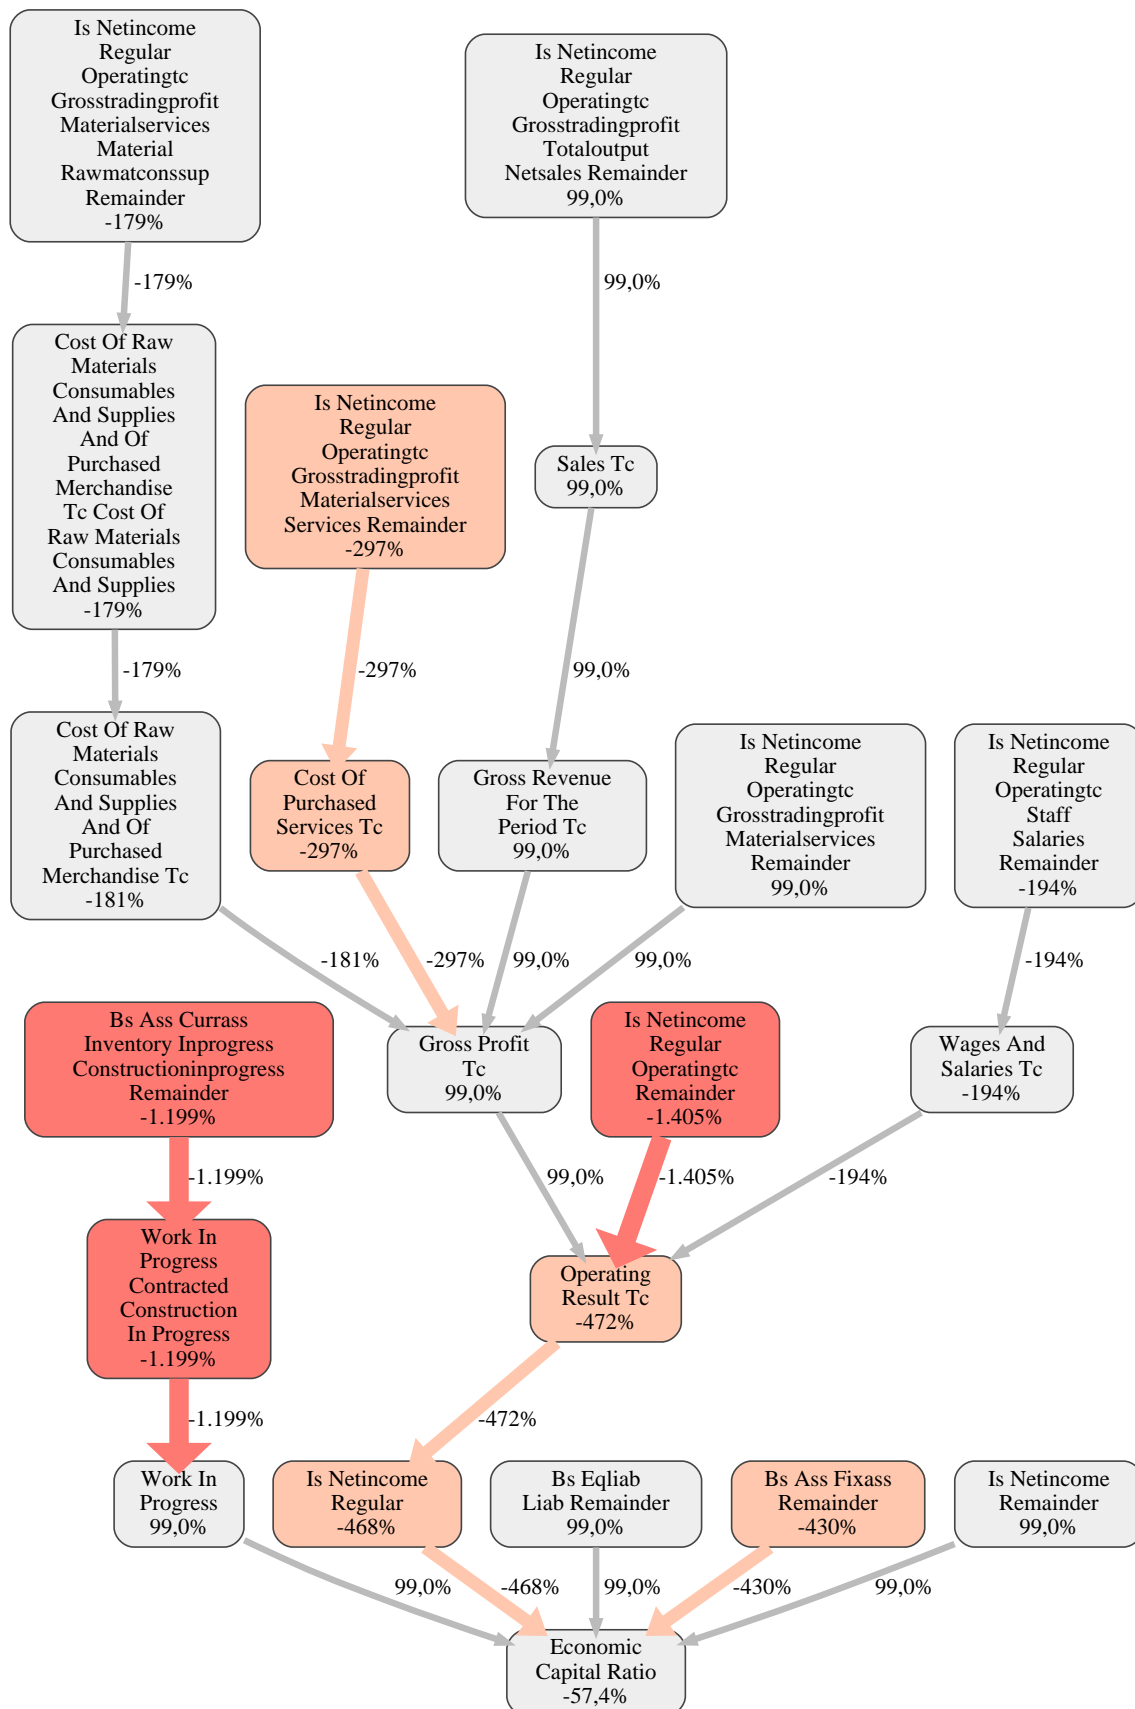 Is Netincome
Regular
Operatingtc
Grosstradingprofit
Materialservices
Material
Rawmatconssup
Remainder
-179%
Is Netincome
Regular
Operatingtc
Grosstradingprofit
Totaloutput
Netsales Remainder
99,0%
-179%
99,0%
Cost Of Raw
Materials
Consumables
And Supplies
And Of
Purchased
Merchandise
Tc Cost Of
Raw Materials
Consumables
And Supplies
-179%
Is Netincome
Regular
Operatingtc
Grosstradingprofit
Materialservices
Services Remainder
-297%
Sales Tc
99,0%
-179%
-297%
99,0%
Cost Of Raw
Materials
Consumables
And Supplies
And Of
Purchased
Merchandise Tc
-181%
Cost Of
Purchased
Services Tc
-297%
Gross Revenue
For The
Period Tc
99,0%
Is Netincome
Regular
Operatingtc
Grosstradingprofit
Materialservices
Remainder
99,0%
Is Netincome
Regular
Operatingtc
Staff
Salaries
Remainder
-194%
-181%
-297%
99,0%
99,0%
-194%
Bs Ass Currass
Inventory Inprogress
Constructioninprogress
Remainder
-1.199%
Gross Profit
Tc
99,0%
Is Netincome
Regular
Operatingtc
Remainder
-1.405%
Wages And
Salaries Tc
-194%
-1.199%
99,0%
-1.405%
-194%
Work In
Progress
Contracted
Construction
In Progress
-1.199%
Operating
Result Tc
-472%
-1.199%
-472%
Work In
Progress
99,0%
Is Netincome
Regular
-468%
Bs Eqliab
Liab Remainder
99,0%
Bs Ass Fixass
Remainder
-430%
Is Netincome
Remainder
99,0%
99,0%
-468%
99,0%
-430%
99,0%
Economic
Capital Ratio
-57,4%